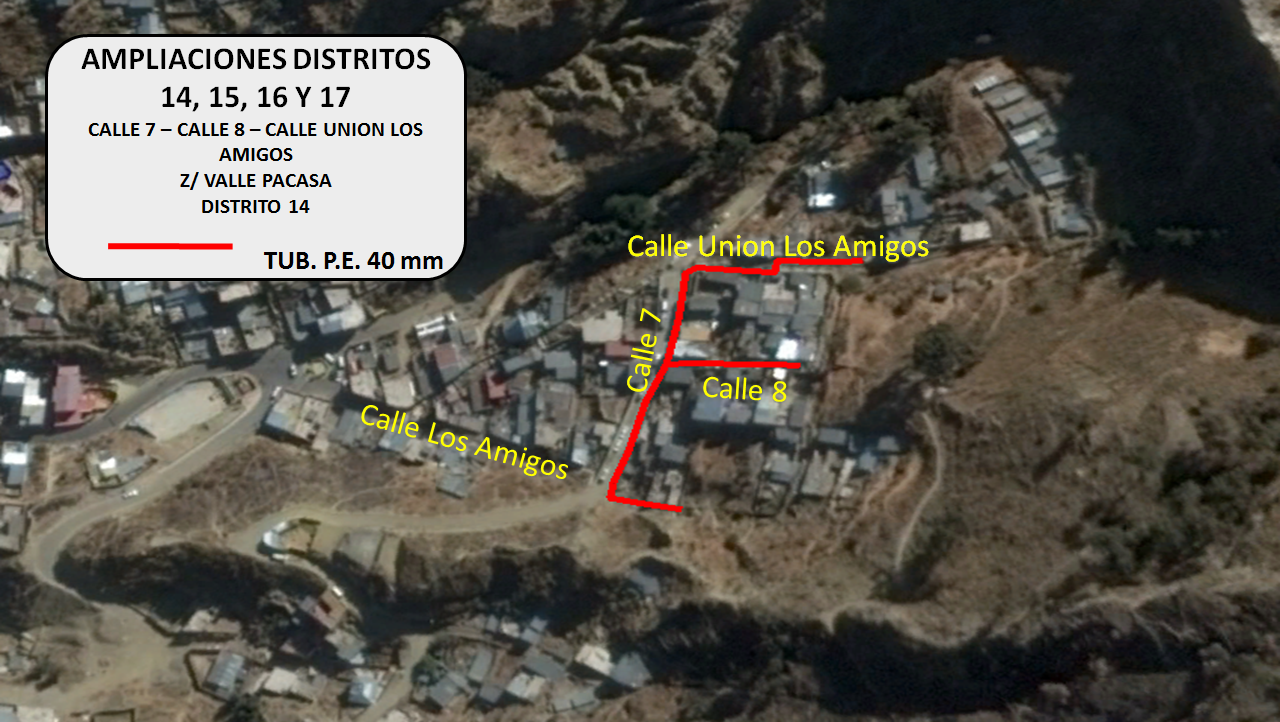 AMPLIACIONES DISTRITOS
14, 15, 16 Y 17
CALLE 7 – CALLE 8 – CALLE UNION LOS
AMIGOS
Z/ VALLE PACASA
DISTRITO 14
TUB. P.E. 40 mm
Calle Union Los Amigos
Calle 7
Calle 8
Calle Los Amigos